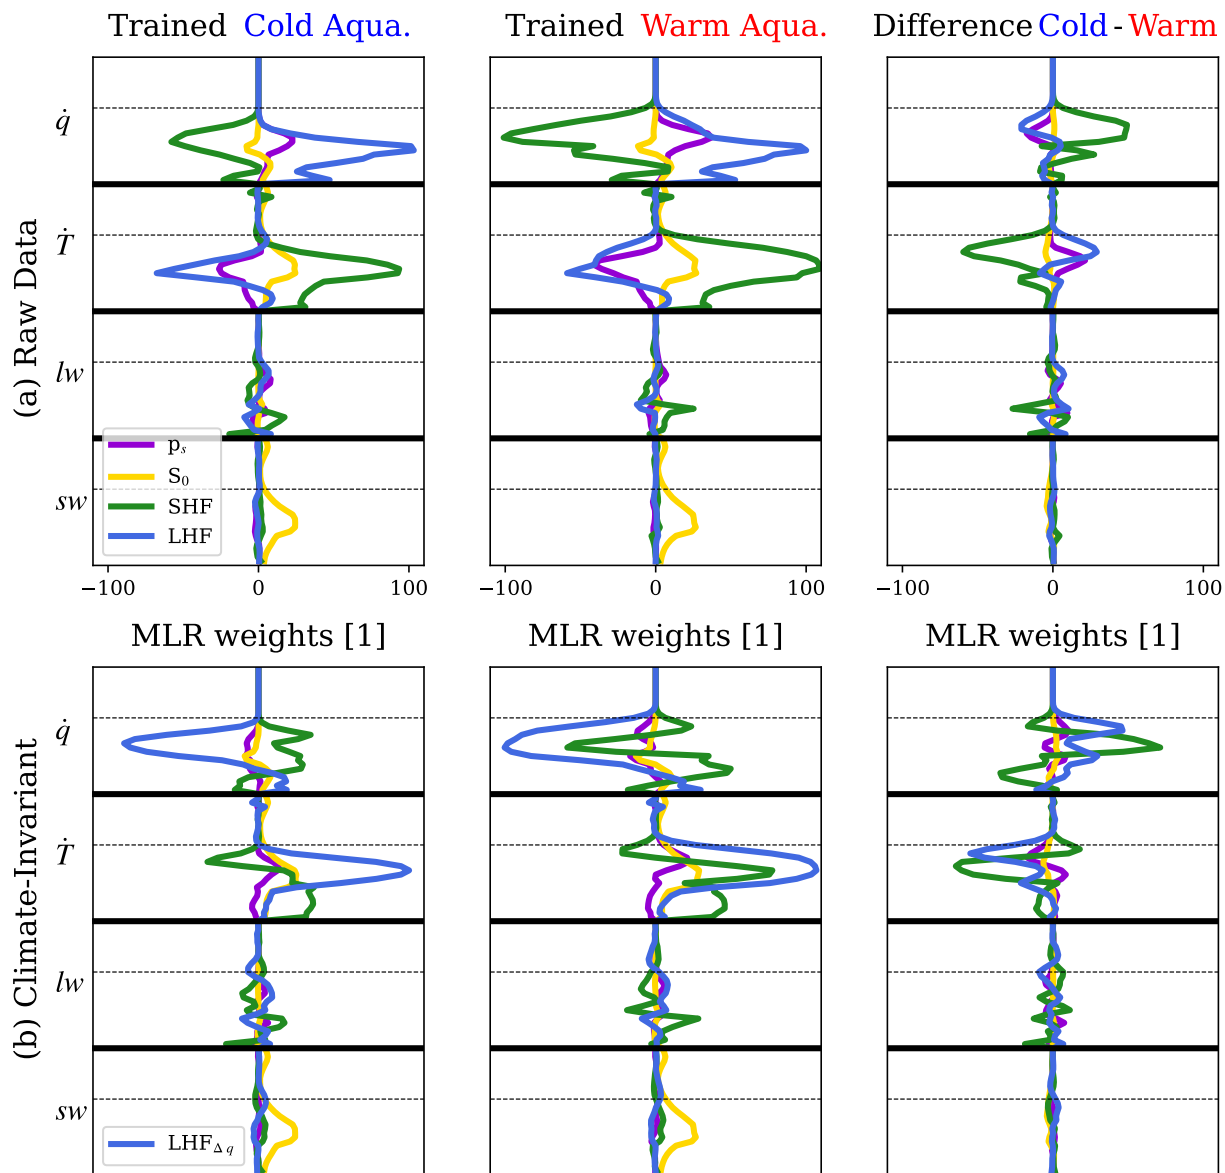 Trained Cold Aqua.
Trained Warm Aqua.
Difference Cold - Warm
(a) Raw Data
q̇
Ṫ
lw
sw
p_s
S_0
SHF
LHF
−100 0 100
−100 0 100
−100 0 100
MLR weights [1]
MLR weights [1]
MLR weights [1]
(b) Climate-Invariant
q̇
Ṫ
lw
sw
LHF_Δq